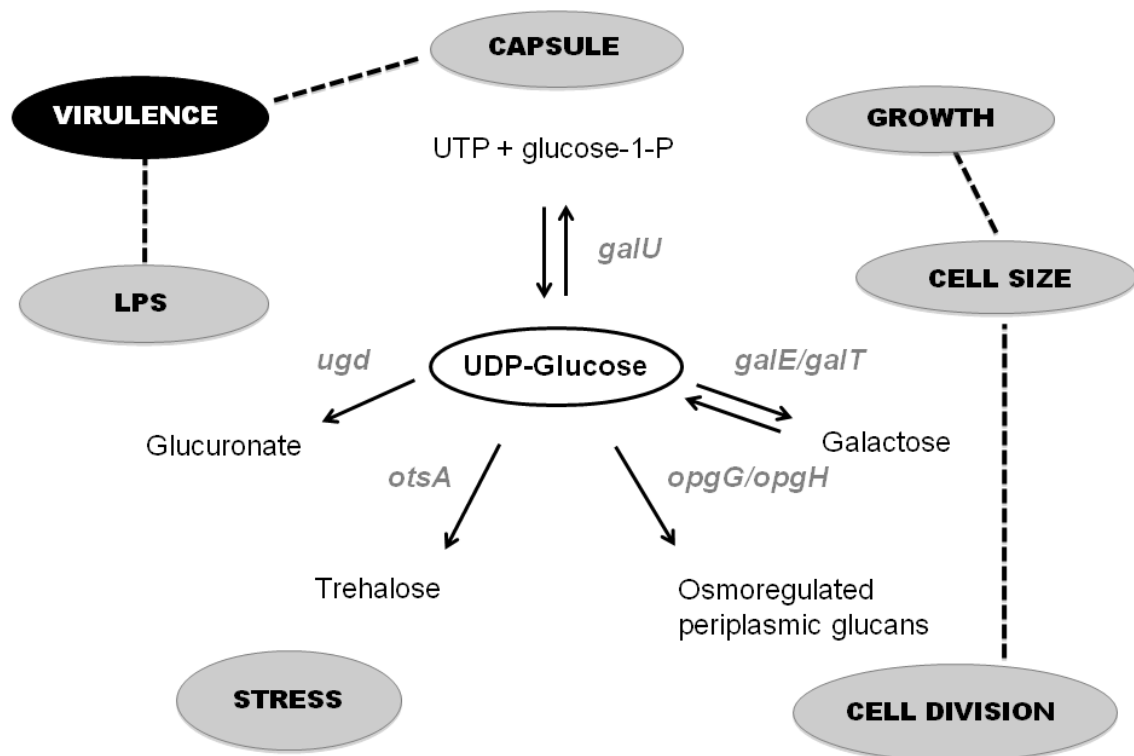 CAPSULE
VIRULENCE
GROWTH
UTP + glucose-1-P
galU
CELL SIZE
LPS
ugd
UDP-Glucose
galE/galT
Glucuronate
Galactose
otsA
opgG/opgH
Trehalose
Osmoregulated
periplasmic glucans
STRESS
CELL DIVISION